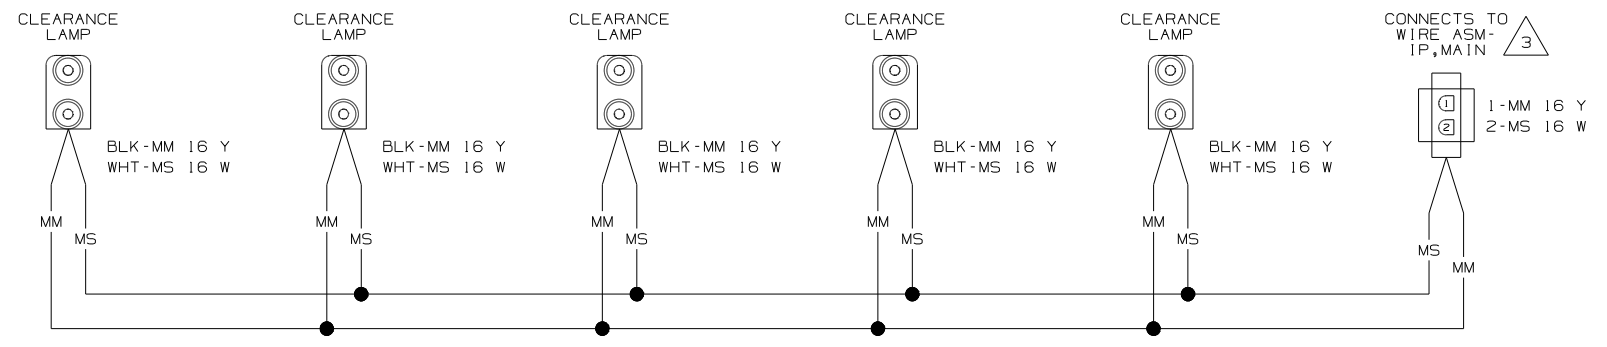 CLEARANCE
LAMP
CLEARANCE
LAMP
CLEARANCE
LAMP
CLEARANCE
LAMP
CLEARANCE
LAMP
CONNECTS TO
WIRE ASM-
IP,MAIN
3
1
2
1-MM 16 Y
2-MS 16 W
BLK-MM 16 Y
WHT-MS 16 W
BLK-MM 16 Y
WHT-MS 16 W
BLK-MM 16 Y
WHT-MS 16 W
BLK-MM 16 Y
WHT-MS 16 W
BLK-MM 16 Y
WHT-MS 16 W
MM
MS
MM
MS
MM
MS
MM
MS
MM
MS
MS
MM